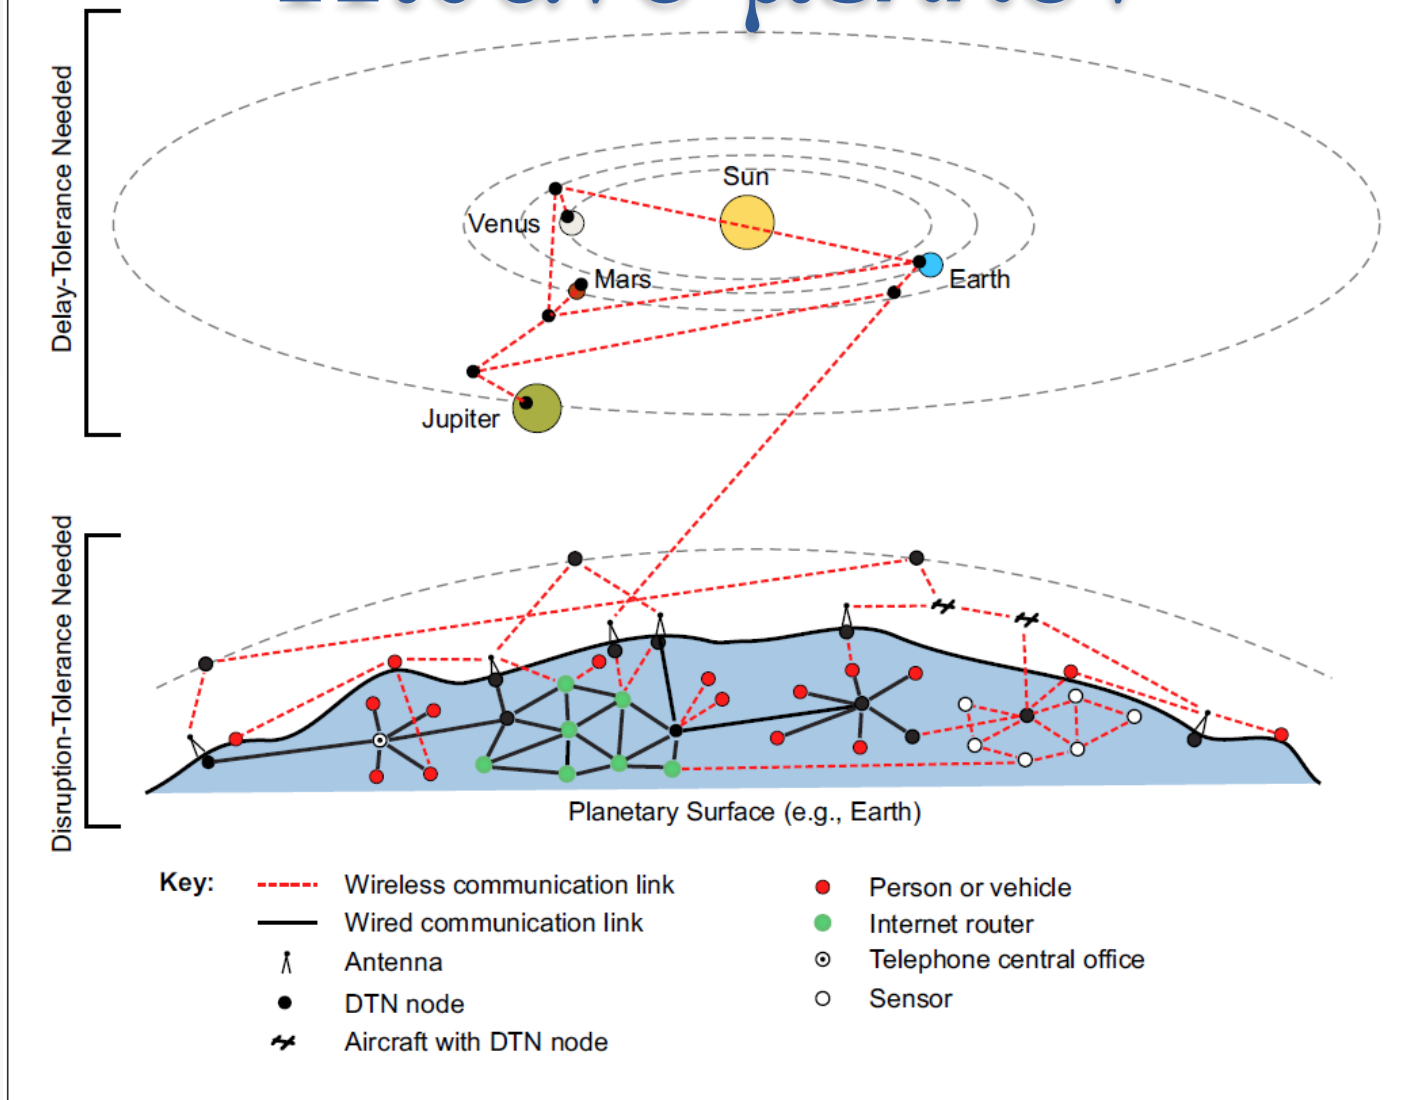 Delay-Tolerance Needed
Sun
Venus
Mars
Earth
Jupiter
Disruption-Tolerance Needed
Planetary Surface (e.g., Earth)
Key:
Wireless communication link
Wired communication link
Antenna
DTN node
Aircraft with DTN node
Person or vehicle
Internet router
Telephone central office
Sensor